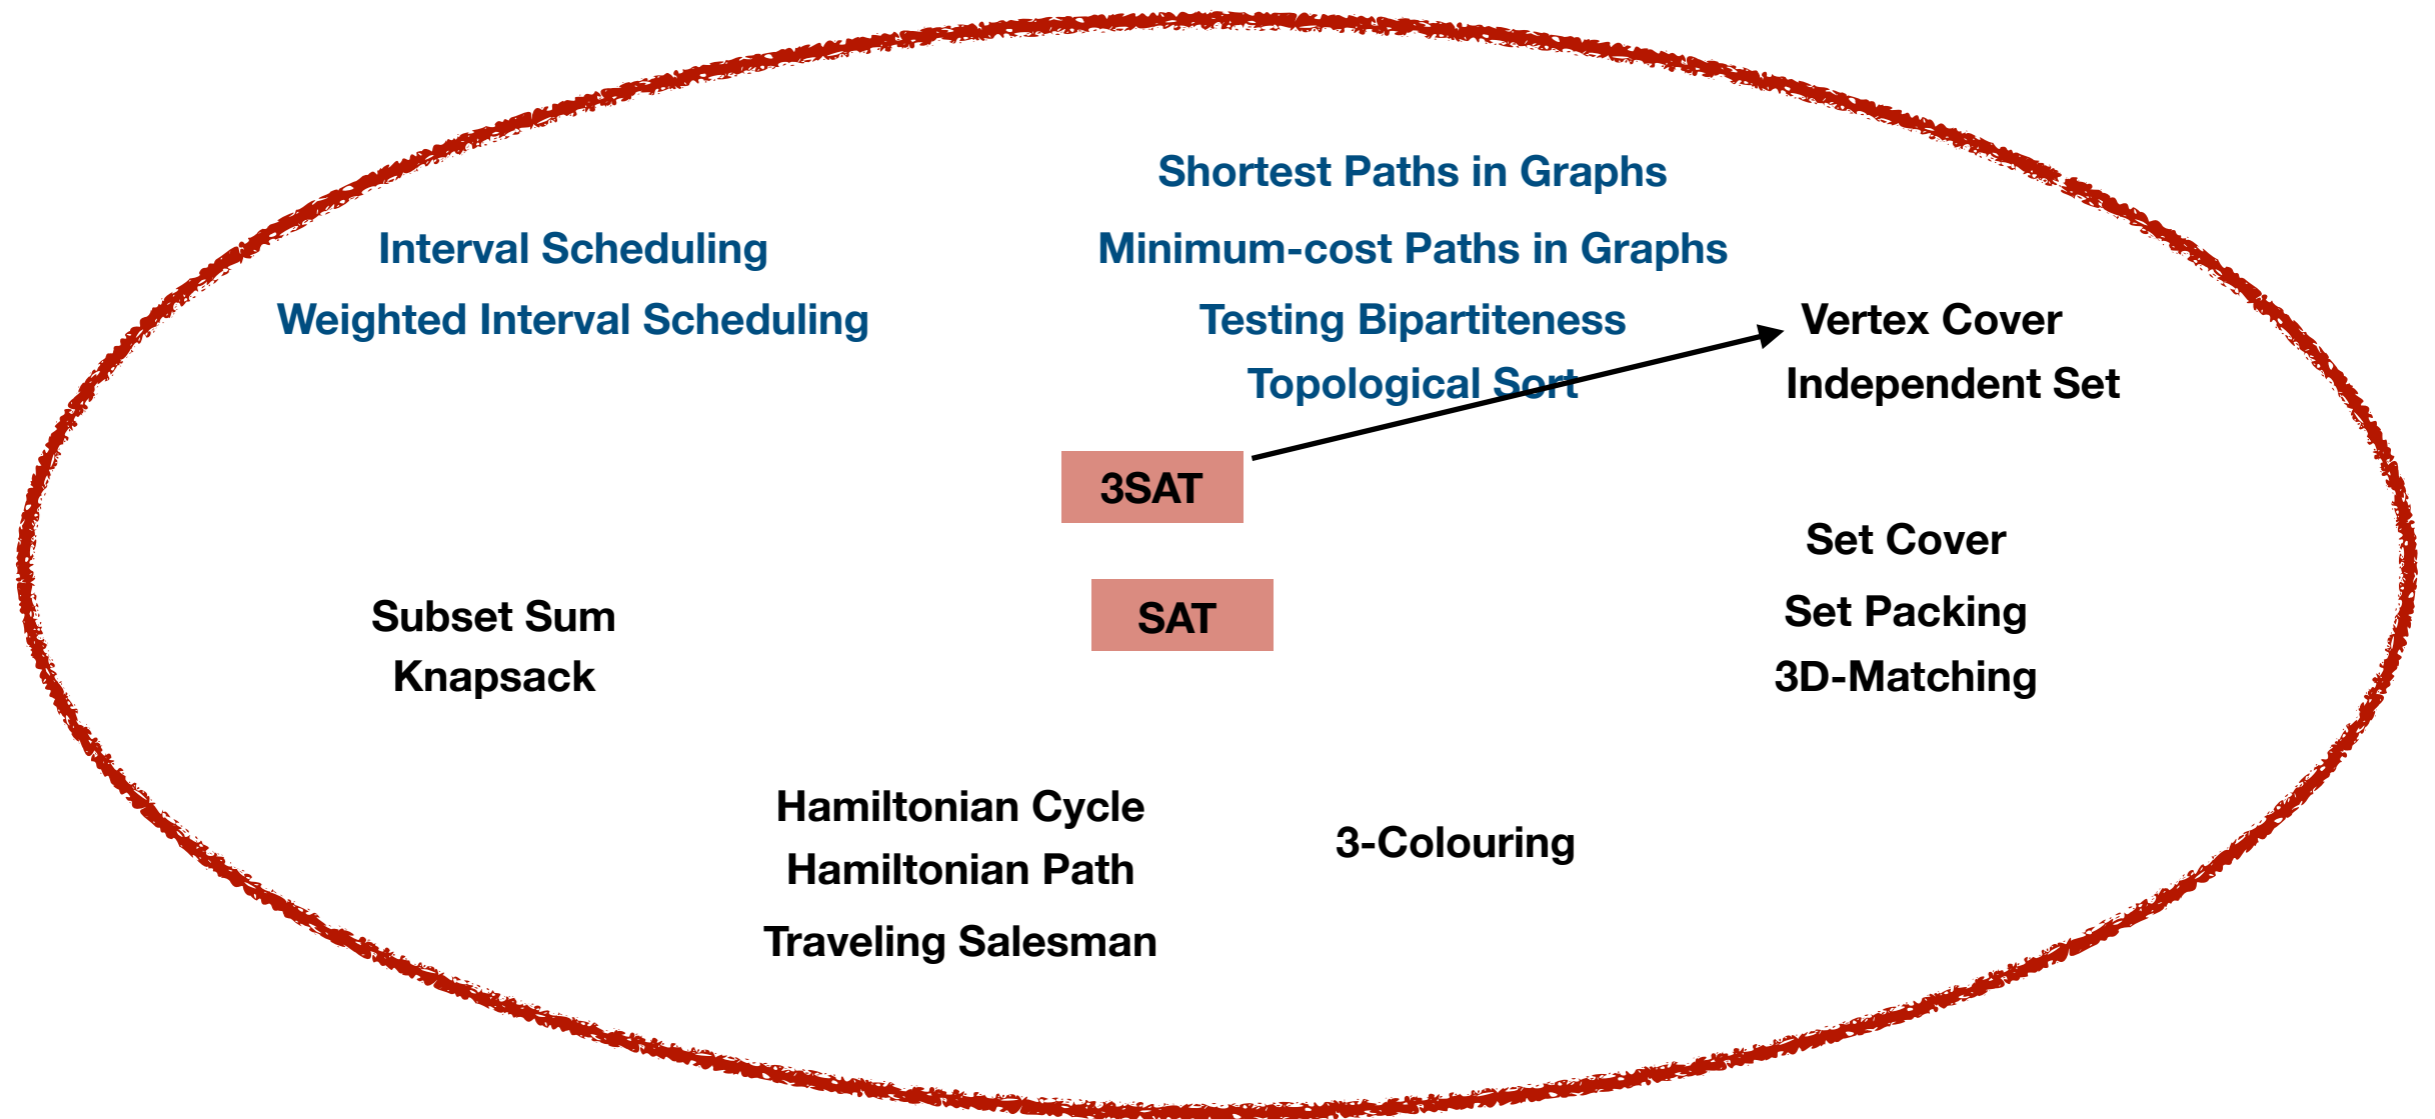 Shortest Paths in Graphs
Interval Scheduling
Minimum-cost Paths in Graphs
Weighted Interval Scheduling
Testing Bipartiteness
Vertex Cover
Topological Sort
Independent Set
3SAT
Set Cover
SAT
Subset Sum
Set Packing
Knapsack
3D-Matching
Hamiltonian Cycle
3-Colouring
Hamiltonian Path
Traveling Salesman